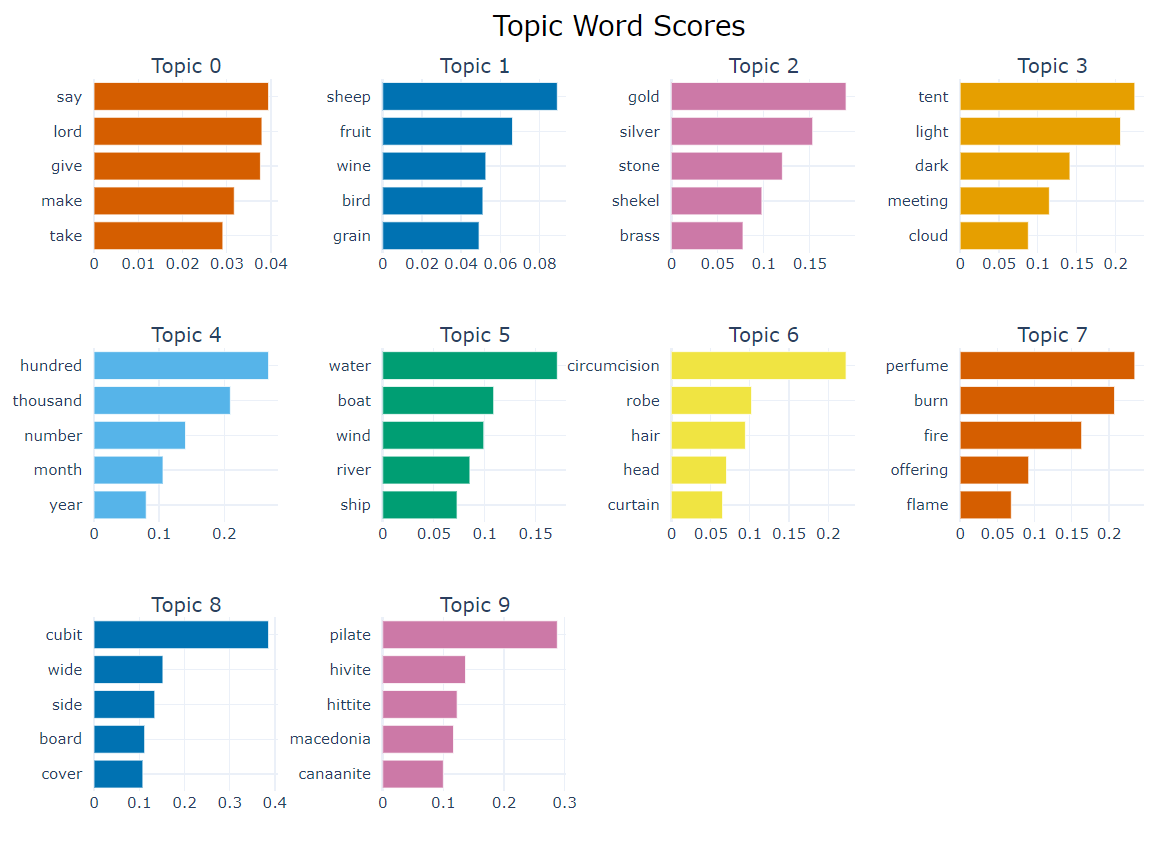 Topic Word Scores
Topic 0
say
lord
give
make
take
0 0.01 0.02 0.03 0.04
Topic 1
sheep
fruit
wine
bird
grain
0 0.02 0.04 0.06 0.08
Topic 2
gold
silver
stone
shekel
brass
0 0.05 0.1 0.15
Topic 3
tent
light
dark
meeting
cloud
0 0.05 0.1 0.15 0.2
Topic 4
hundred
thousand
number
month
year
0 0.1 0.2
Topic 5
water
boat
wind
river
ship
0 0.05 0.1 0.15
Topic 6
circumcision
robe
hair
head
curtain
0 0.05 0.1 0.15 0.2
Topic 7
perfume
burn
fire
offering
flame
0 0.05 0.1 0.15 0.2
Topic 8
cubit
wide
side
board
cover
0 0.1 0.2 0.3 0.4
Topic 9
pilate
hivite
hittite
macedonia
canaanite
0 0.1 0.2 0.3